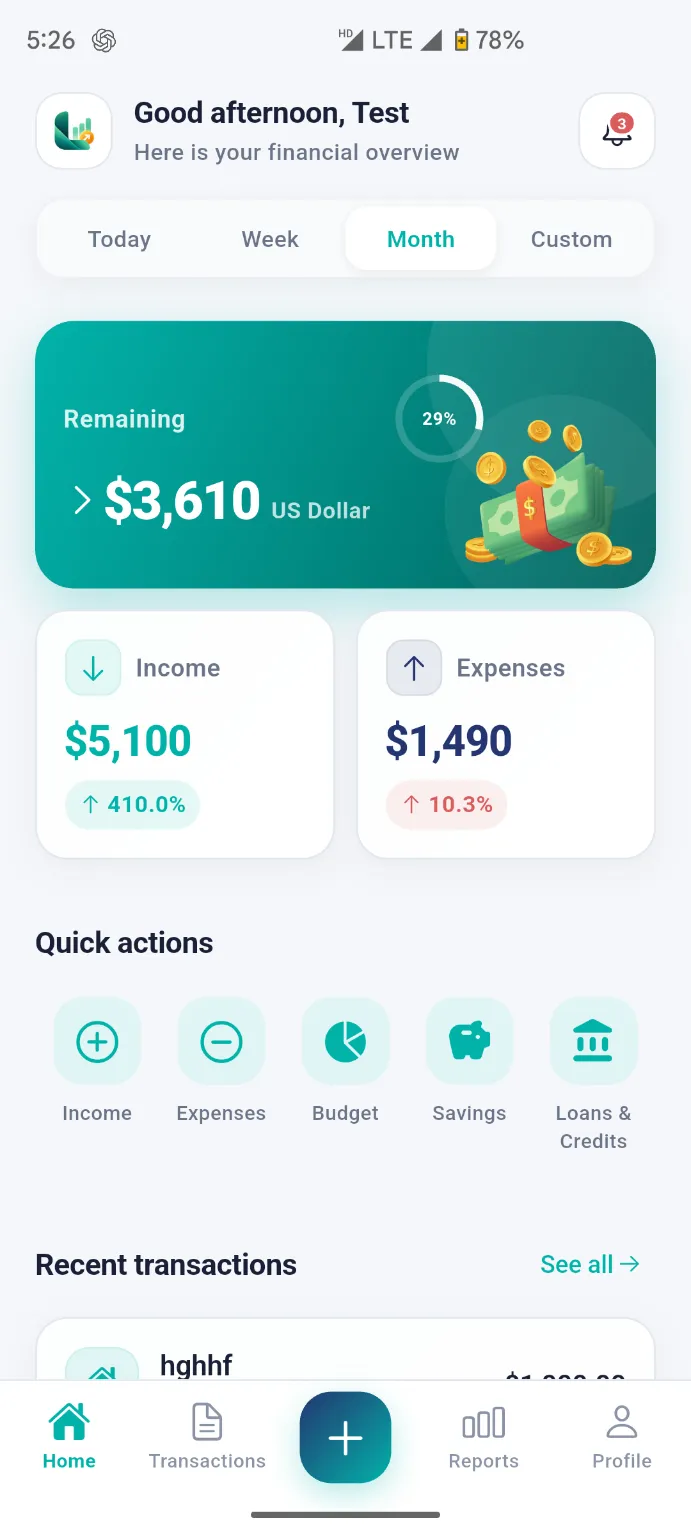 5:26 HD LTE 78%
Good afternoon, Test
3
Here is your financial overview
Today Week Month Custom
Remaining
29%
$3,610 US Dollar
Income Expenses
$5,100 $1,490
↑ 410.0% ↑ 10.3%
Quick actions
Income Expenses Budget Savings Loans &
Credits
Recent transactions See all →
hghhf
Home Transactions Reports Profile